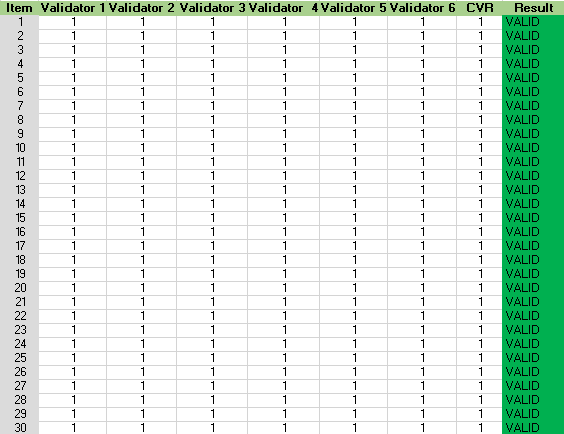 Item Validator 1 Validator 2 Validator 3 Validator 4 Validator 5 Validator 6 CVR Result
1 1 1 1 1 1 1 1 VALID
2 1 1 1 1 1 1 1 VALID
3 1 1 1 1 1 1 1 VALID
4 1 1 1 1 1 1 1 VALID
5 1 1 1 1 1 1 1 VALID
6 1 1 1 1 1 1 1 VALID
7 1 1 1 1 1 1 1 VALID
8 1 1 1 1 1 1 1 VALID
9 1 1 1 1 1 1 1 VALID
10 1 1 1 1 1 1 1 VALID
11 1 1 1 1 1 1 1 VALID
12 1 1 1 1 1 1 1 VALID
13 1 1 1 1 1 1 1 VALID
14 1 1 1 1 1 1 1 VALID
15 1 1 1 1 1 1 1 VALID
16 1 1 1 1 1 1 1 VALID
17 1 1 1 1 1 1 1 VALID
18 1 1 1 1 1 1 1 VALID
19 1 1 1 1 1 1 1 VALID
20 1 1 1 1 1 1 1 VALID
21 1 1 1 1 1 1 1 VALID
22 1 1 1 1 1 1 1 VALID
23 1 1 1 1 1 1 1 VALID
24 1 1 1 1 1 1 1 VALID
25 1 1 1 1 1 1 1 VALID
26 1 1 1 1 1 1 1 VALID
27 1 1 1 1 1 1 1 VALID
28 1 1 1 1 1 1 1 VALID
29 1 1 1 1 1 1 1 VALID
30 1 1 1 1 1 1 1 VALID